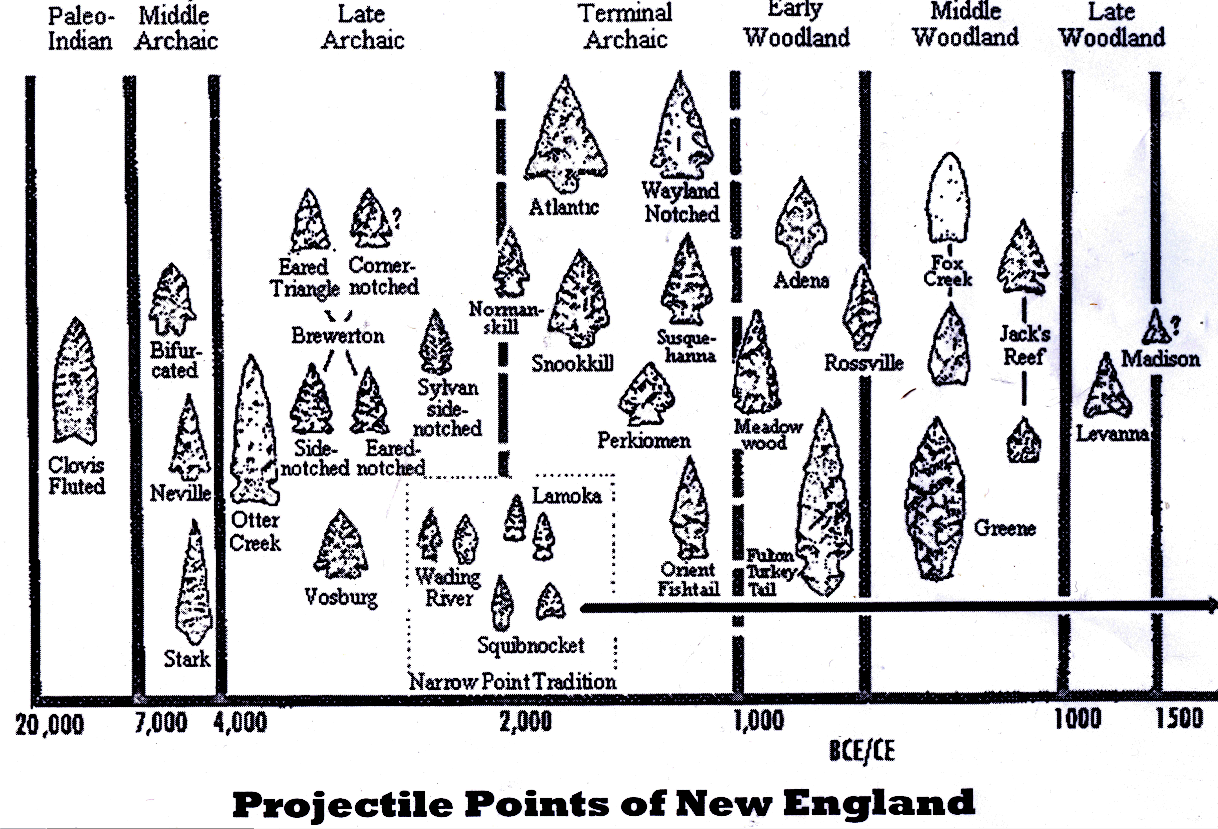 Paleo-
Indian
Middle
Archaic
Late
Archaic
Terminal
Archaic
Early
Woodland
Middle
Woodland
Late
Woodland
Atlantic
Wayland
Notched
Eared
Triangle
Corner-
notched
?
Brewerton
Side-
notched
Eared-
notched
Bifur-
cated
Clovis
Fluted
Neville
Stark
Otter
Creek
Vosburg
Sylvan
side-
notched
Norman-
skill
Snookkill
Susque-
hanna
Perkiomen
Lamoka
Wading
River
Squibnocket
Narrow Point Tradition
Orient
Fishtail
Adena
Rossville
Meadow
wood
Fulton
Turkey
Tail
Fox
Creek
Jack's
Reef
Greene
Levanna
Madison
?
20,000
7,000
4,000
2,000
1,000
BCE/CE
1000
1500
Projectile Points of New England